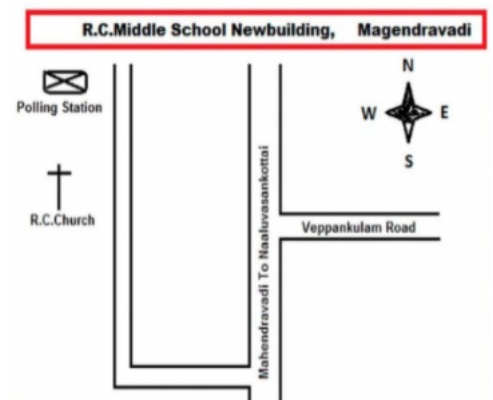 R.C.Middle School Newbuilding, Magendravadi
N
Polling Station
W E
S
R.C.Church
Mahendravadi To Naaluvasankottai
Veppankulam Road